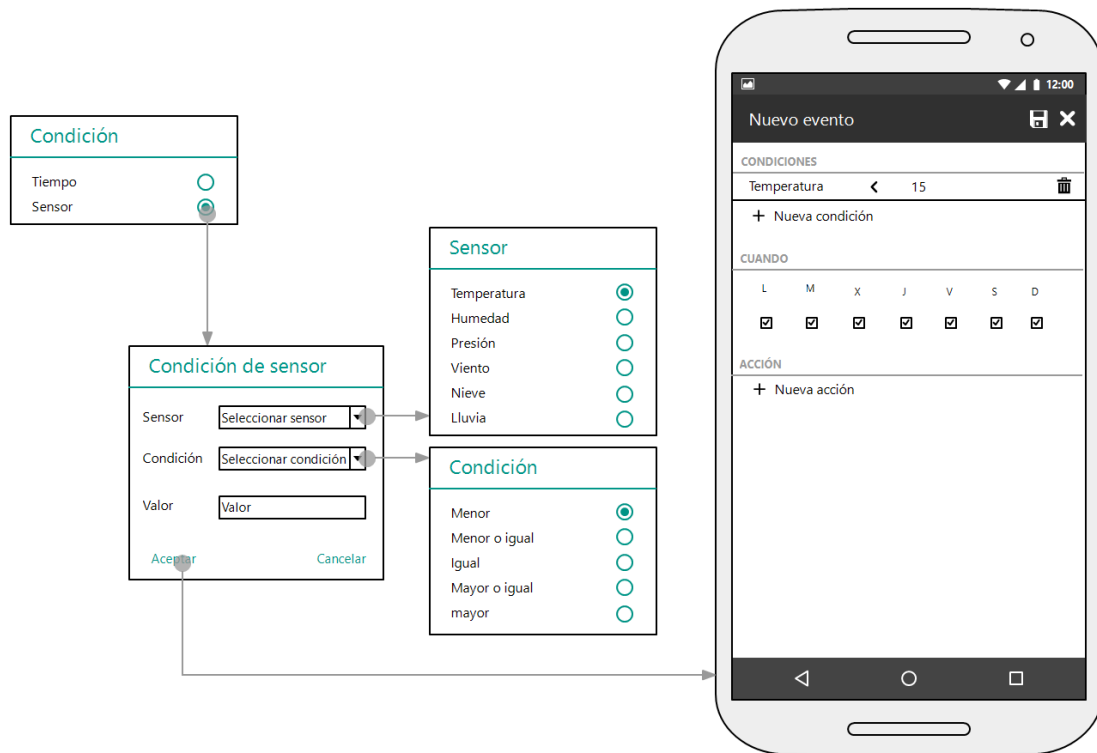 Condición
Tiempo
Sensor
Condición de sensor
Sensor Seleccionar sensor
Condición Seleccionar condición
Valor Valor
Aceptar Cancelar
Sensor
Temperatura
Humedad
Presión
Viento
Nieve
Lluvia
Condición
Menor
Menor o igual
Igual
Mayor o igual
mayor
12:00
Nuevo evento
CONDICIONES
Temperatura < 15
+ Nueva condición
CUANDO
L M X J V S D
ACCIÓN
+ Nueva acción